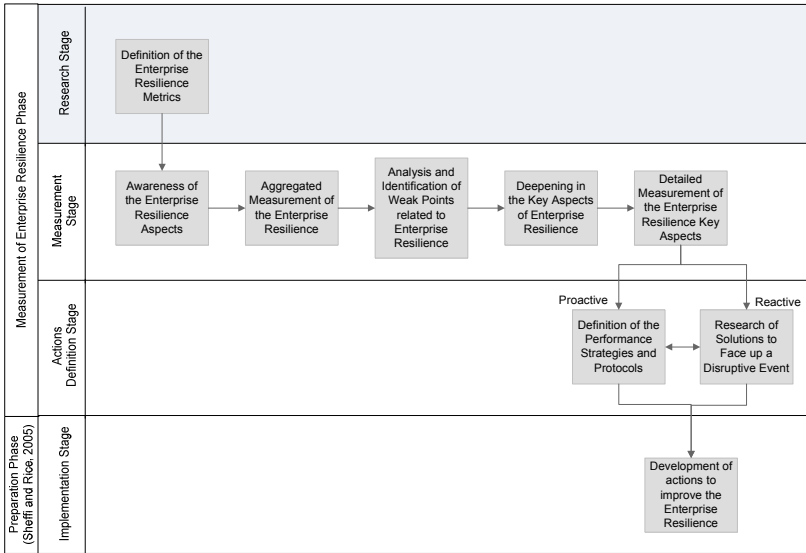 Measurement of Enterprise Resilience Phase
Research Stage
Definition of the
Enterprise
Resilience
Metrics
Measurement
Stage
Awareness of
the Enterprise
Resilience
Aspects
Aggregated
Measurement of
the Enterprise
Resilience
Analysis and
Identification of
Weak Points
related to
Enterprise
Resilience
Deepening in
the Key Aspects
of Enterprise
Resilience
Detailed
Measurement of
the Enterprise
Resilience Key
Aspects
Actions
Definition Stage
Proactive
Reactive
Definition of the
Performance
Strategies and
Protocols
Research of
Solutions to
Face up a
Disruptive Event
Preparation Phase
(Sheffi and Rice, 2005)
Implementation Stage
Development of
actions to
improve the
Enterprise
Resilience